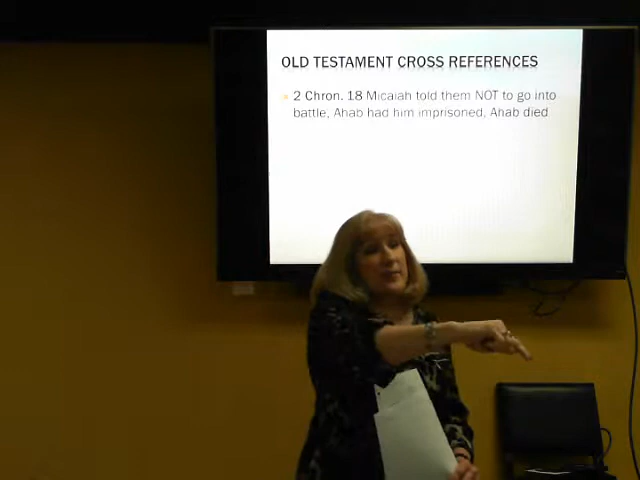 OLD TESTAMENT CROSS REFERENCES
2 Chron. 18 Micaiah told them NOT to go into
battle, Ahab had him imprisoned, Ahab died